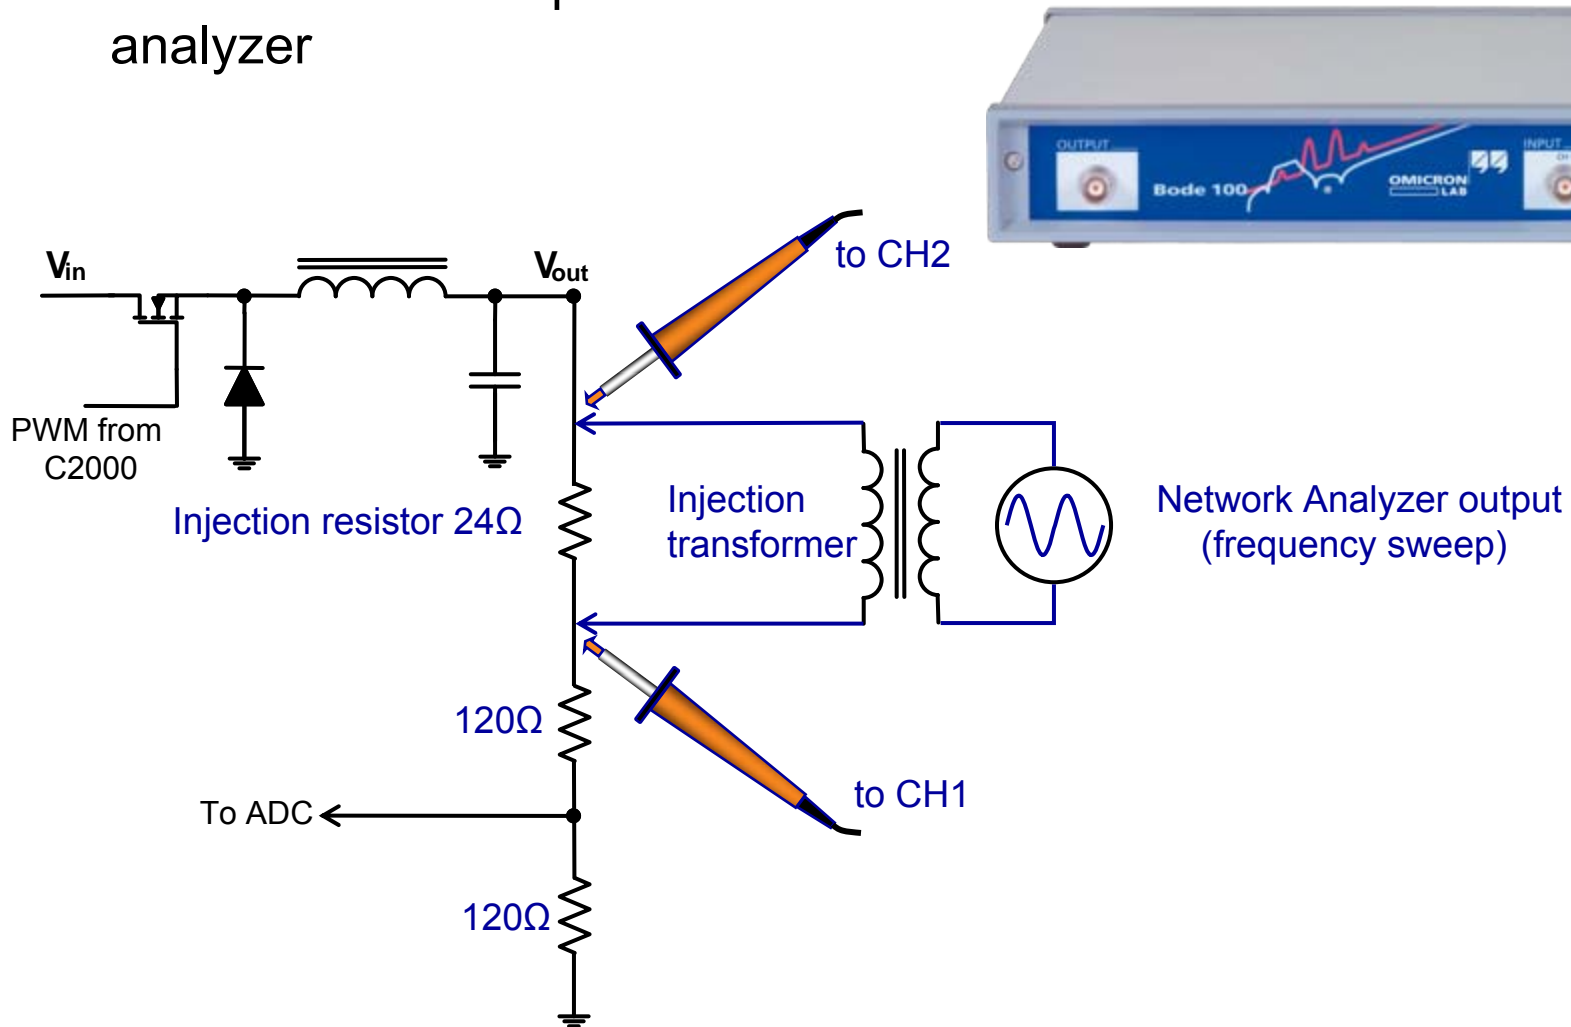 analyzer
OUTPUT
Bode 100
OMICRON
LAB
INPUT
CH
to CH2
Vin
Vout
PWM from
C2000
Injection resistor 24Ω
Injection
transformer
Network Analyzer output
(frequency sweep)
120Ω
to CH1
To ADC
120Ω